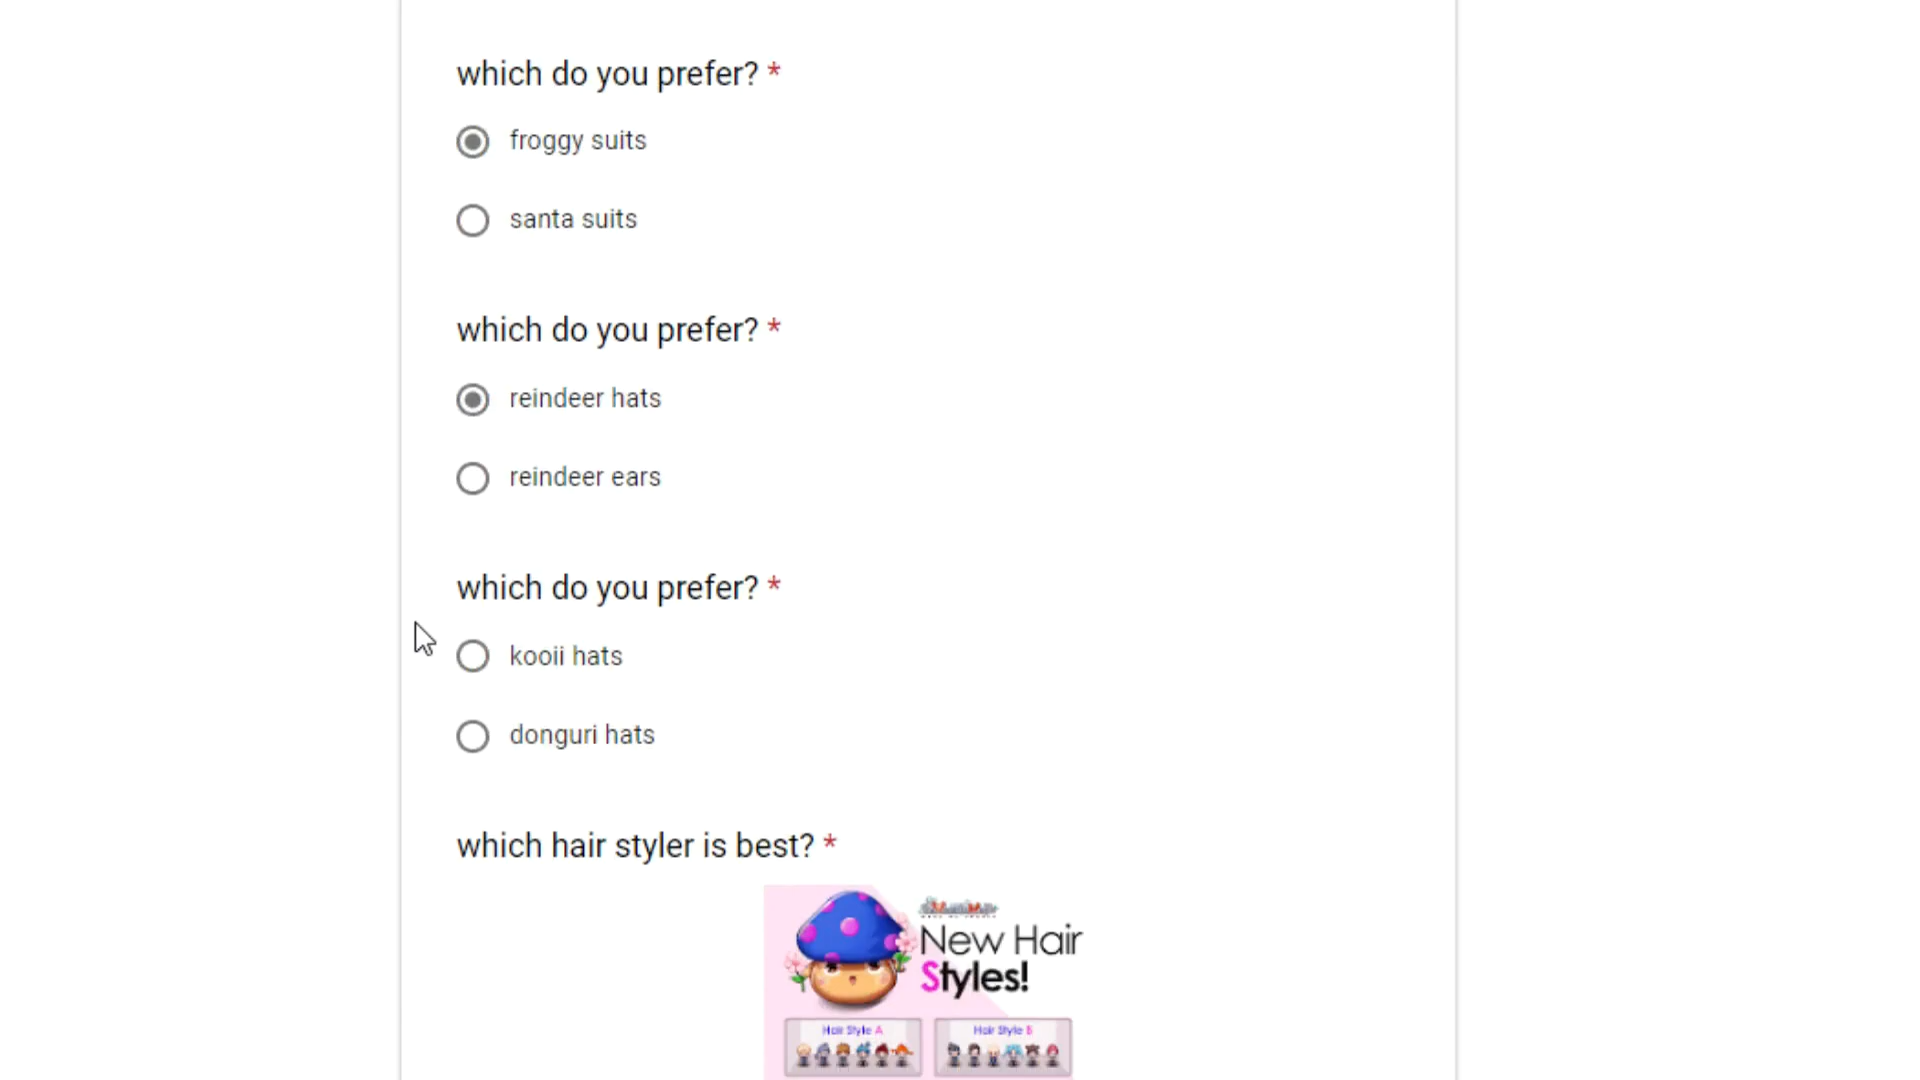 which do you prefer? *
froggy suits
santa suits
which do you prefer? *
reindeer hats
reindeer ears
which do you prefer? *
kooii hats
donguri hats
which hair styler is best? *
New Hair
Styles!
Hair Style A
Hair Style B